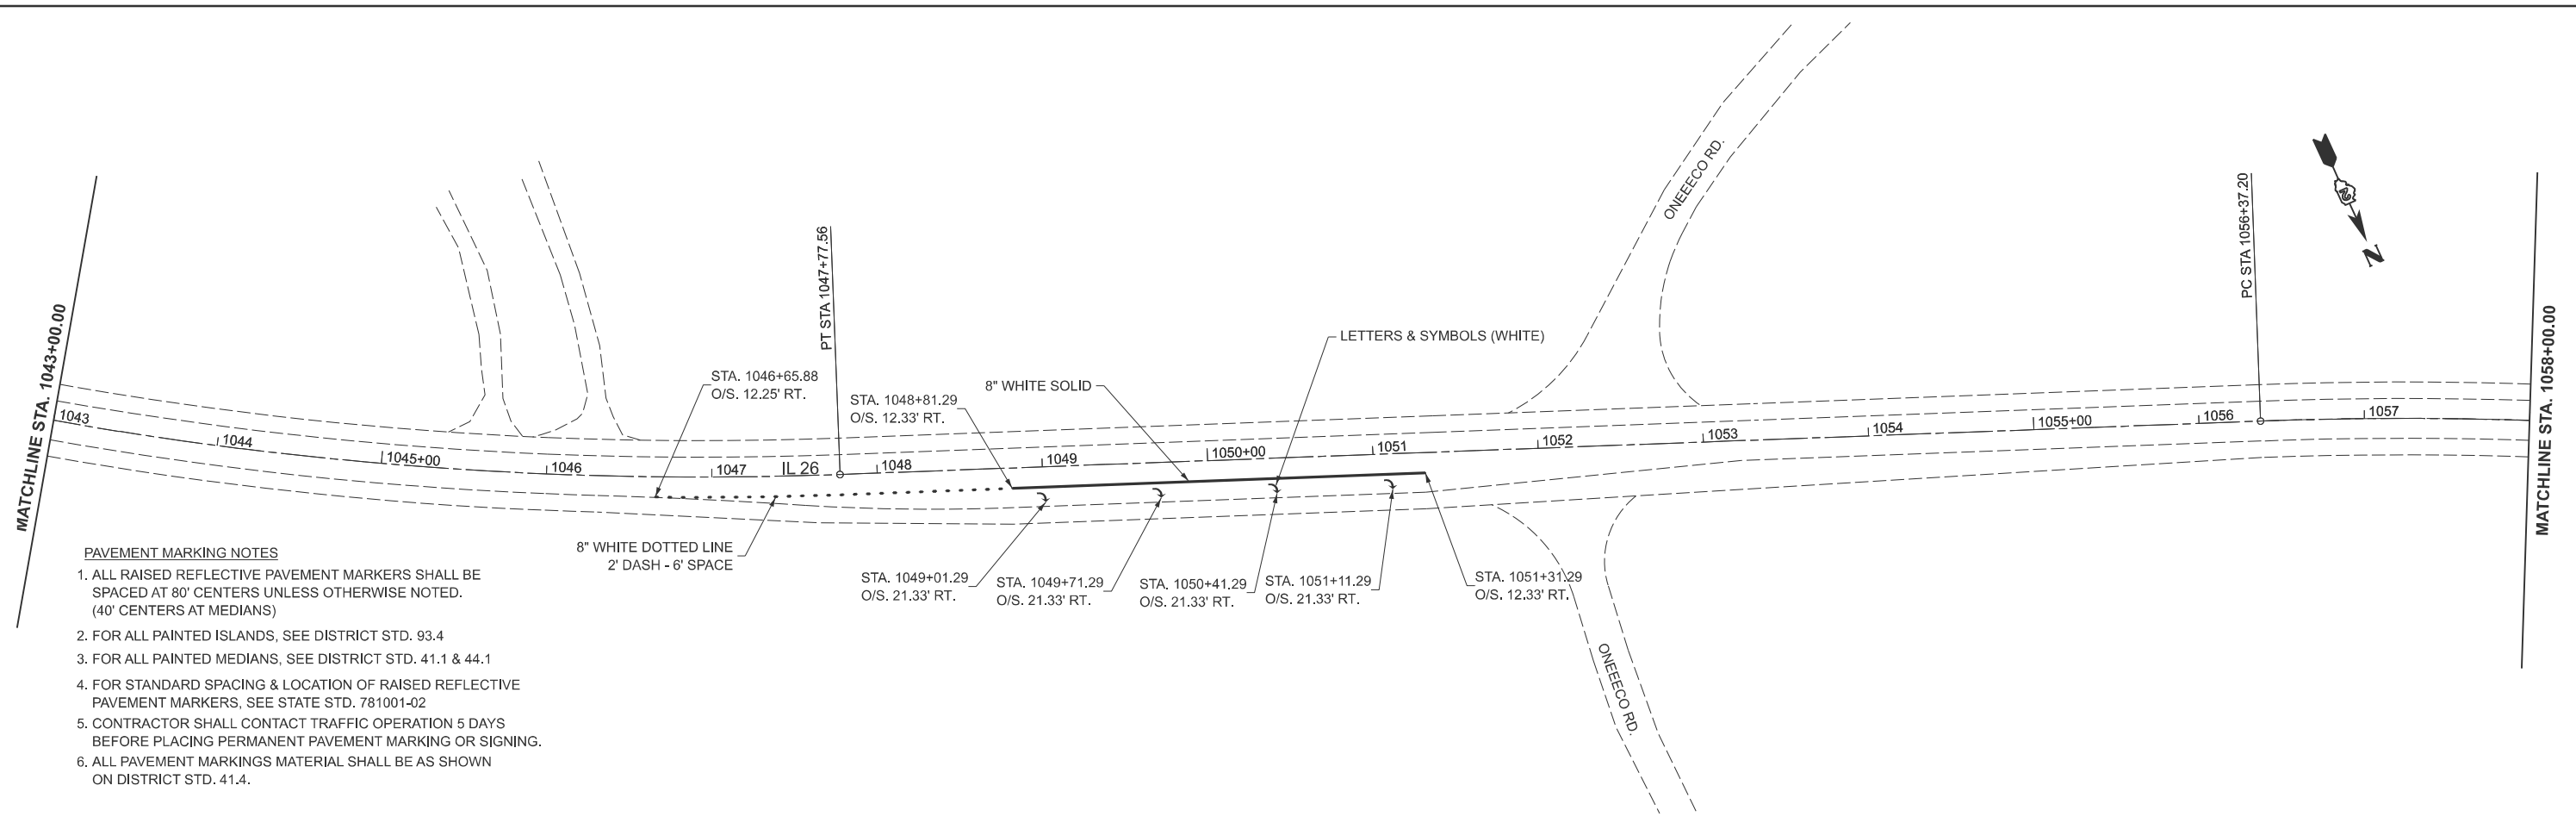 ONEEECO RD.
PC STA 1056+37.20
N
PT STA 1047+77.56
MATCHLINE STA. 1043+00.00
MATCHLINE STA. 1058+00.00
LETTERS & SYMBOLS (WHITE)
STA. 1046+65.88
O/S. 12.25' RT.
8" WHITE SOLID
STA. 1048+81.29
O/S. 12.33' RT.
1043
1044
1045+00
1046
1047
IL 26
1048
1049
1050+00
1051
1052
1053
1054
1055+00
1056
1057
8" WHITE DOTTED LINE
2' DASH - 6' SPACE
STA. 1049+01.29
O/S. 21.33' RT.
STA. 1049+71.29
O/S. 21.33' RT.
STA. 1050+41.29
O/S. 21.33' RT.
STA. 1051+11.29
O/S. 21.33' RT.
STA. 1051+31.29
O/S. 12.33' RT.
ONEEECO RD.
PAVEMENT MARKING NOTES
1. ALL RAISED REFLECTIVE PAVEMENT MARKERS SHALL BE
SPACED AT 80' CENTERS UNLESS OTHERWISE NOTED.
(40' CENTERS AT MEDIANS)
2. FOR ALL PAINTED ISLANDS, SEE DISTRICT STD. 93.4
3. FOR ALL PAINTED MEDIANS, SEE DISTRICT STD. 41.1 & 44.1
4. FOR STANDARD SPACING & LOCATION OF RAISED REFLECTIVE
PAVEMENT MARKERS, SEE STATE STD. 781001-02
5. CONTRACTOR SHALL CONTACT TRAFFIC OPERATION 5 DAYS
BEFORE PLACING PERMANENT PAVEMENT MARKING OR SIGNING.
6. ALL PAVEMENT MARKINGS MATERIAL SHALL BE AS SHOWN
ON DISTRICT STD. 41.4.